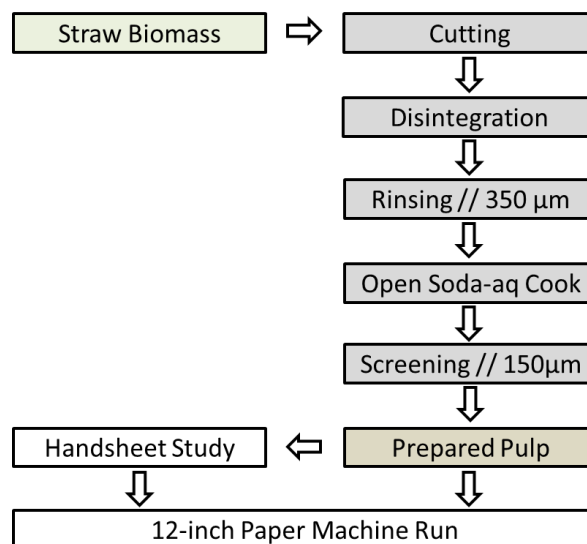 Straw Biomass
Cutting
Disintegration
Rinsing // 350 µm
Open Soda-aq Cook
Screening // 150µm
Handsheet Study
Prepared Pulp
12-inch Paper Machine Run